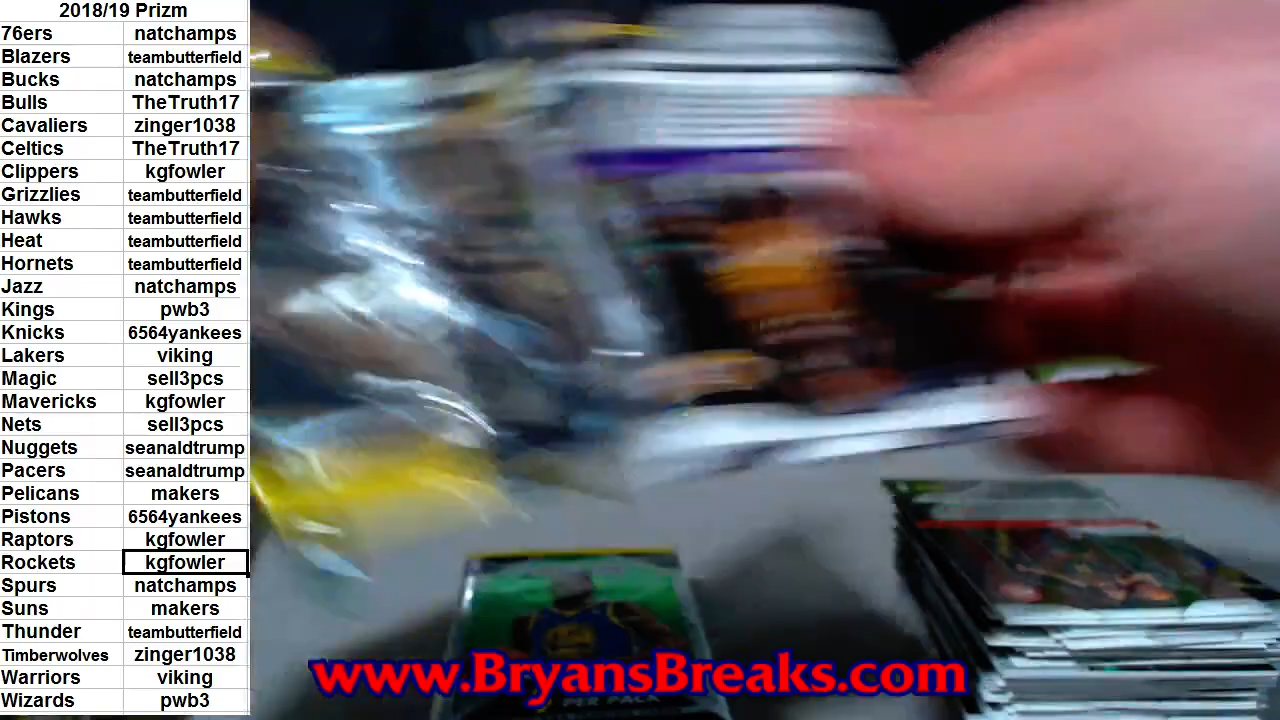 2018/19 Prizm
76ers natchamps
Blazers teambutterfield
Bucks natchamps
Bulls TheTruth17
Cavaliers zinger1038
Celtics TheTruth17
Clippers kgfowler
Grizzlies teambutterfield
Hawks teambutterfield
Heat teambutterfield
Hornets teambutterfield
Jazz natchamps
Kings pwb3
Knicks 6564yankees
Lakers viking
Magic sell3pcs
Mavericks kgfowler
Nets sell3pcs
Nuggets seanaldtrump
Pacers seanaldtrump
Pelicans makers
Pistons 6564yankees
Raptors kgfowler
Rockets kgfowler
Spurs natchamps
Suns makers
Thunder teambutterfield
Timberwolves zinger1038
Warriors viking
Wizards pwb3
www.BryansBreaks.com
PER PACK